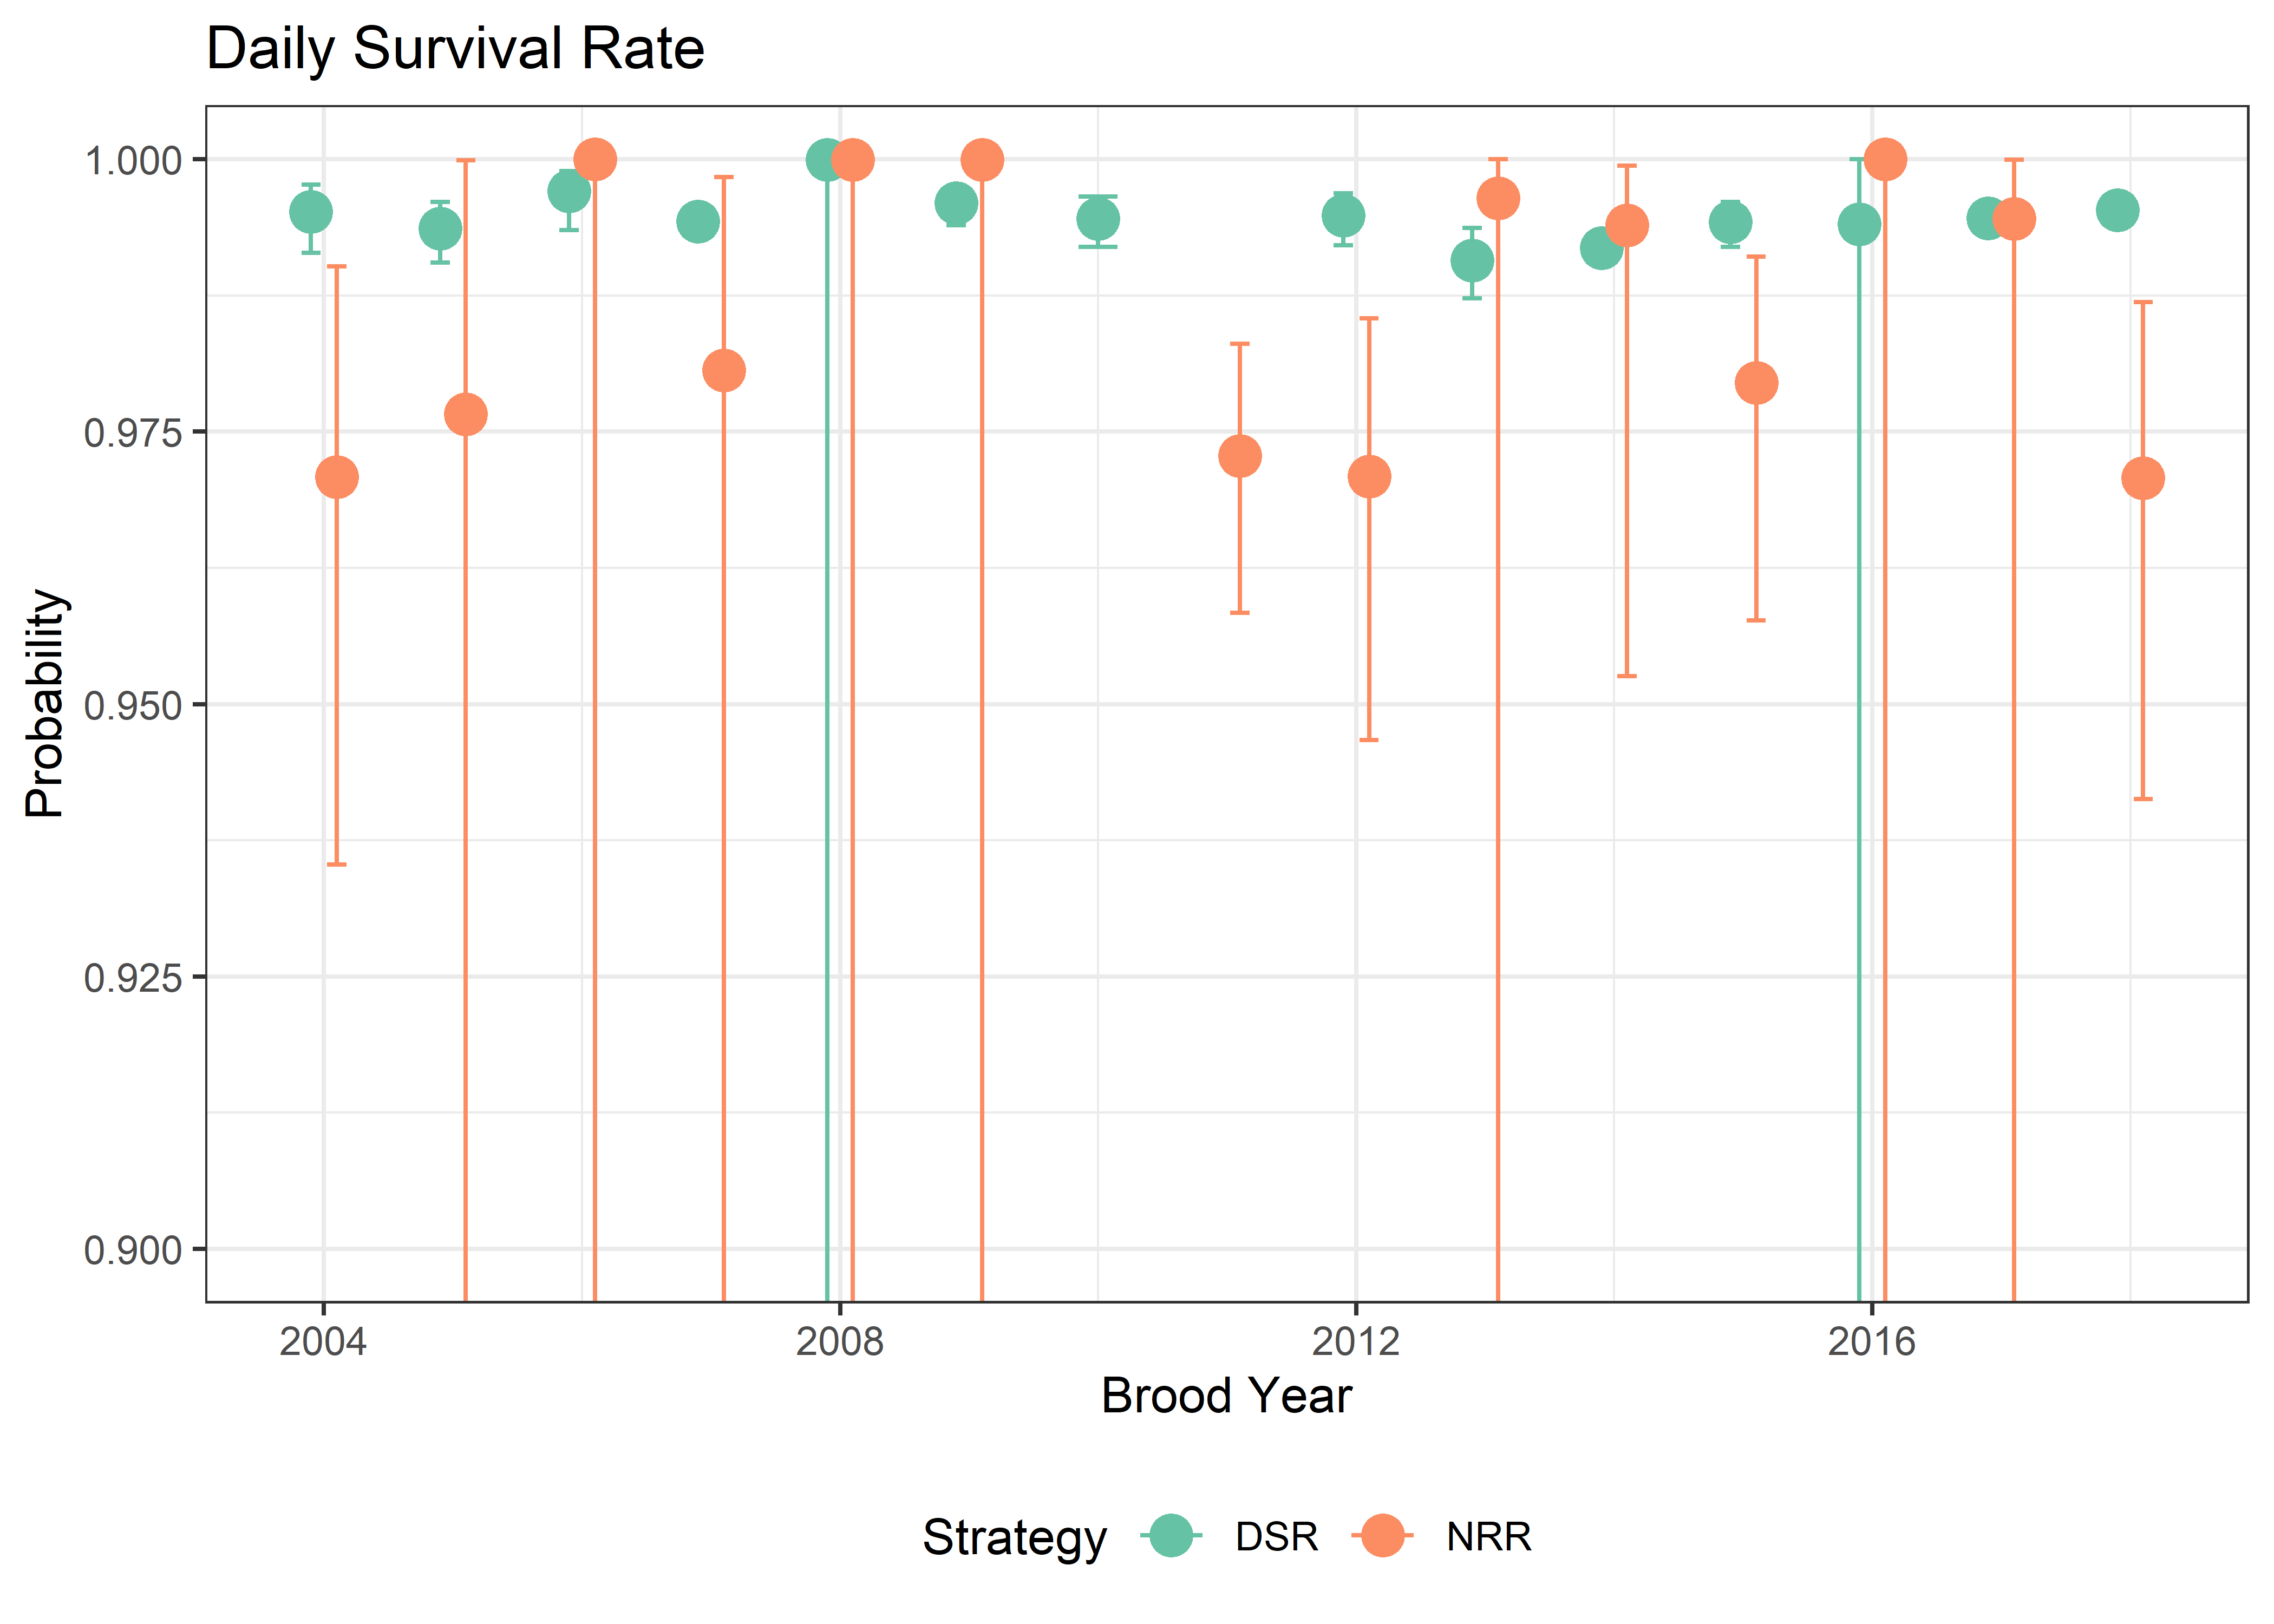 Daily Survival Rate
Probability
1.000
0.975
0.950
0.925
0.900
2004 2008 2012 2016
Brood Year
Strategy DSR NRR